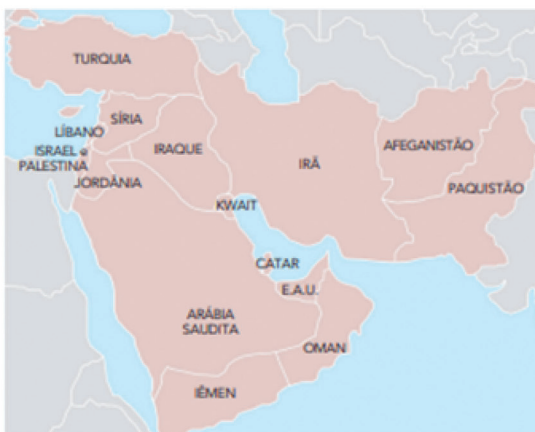 TURQUIA
SÍRIA
LÍBANO
ISRAEL e
PALESTINA
IRAQUE
JORDÂNIA
IRÃ
AFEGANISTÃO
PAQUISTÃO
KWAIT
CATAR
E.A.U.
ARÁBIA
SAUDITA
OMAN
IÊMEN